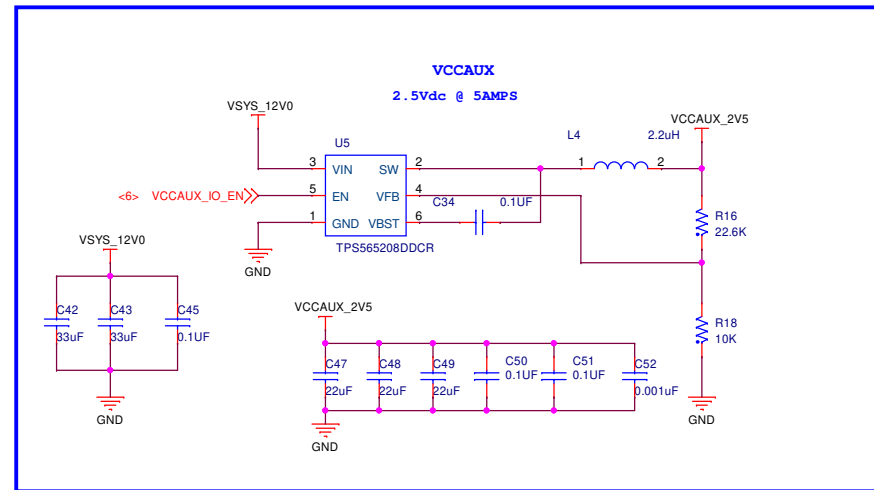 VCCAUX
2.5Vdc @ 5AMPS
VSYS_12V0
VCCAUX_2V5
U5
L4
2.2uH
3 VIN SW 2
1 2
<6> VCCAUX_IO_EN
5 EN VFB 4
C34 0.1UF
1 GND VBST 6
R16
22.6K
TPS565208DDCR
VSYS_12V0
GND
GND
VCCAUX_2V5
C42
33uF
C43
33uF
C45
0.1UF
R18
10K
C47
22uF
C48
22uF
C49
22uF
C50
0.1UF
C51
0.1UF
C52
0.001uF
GND
GND
GND